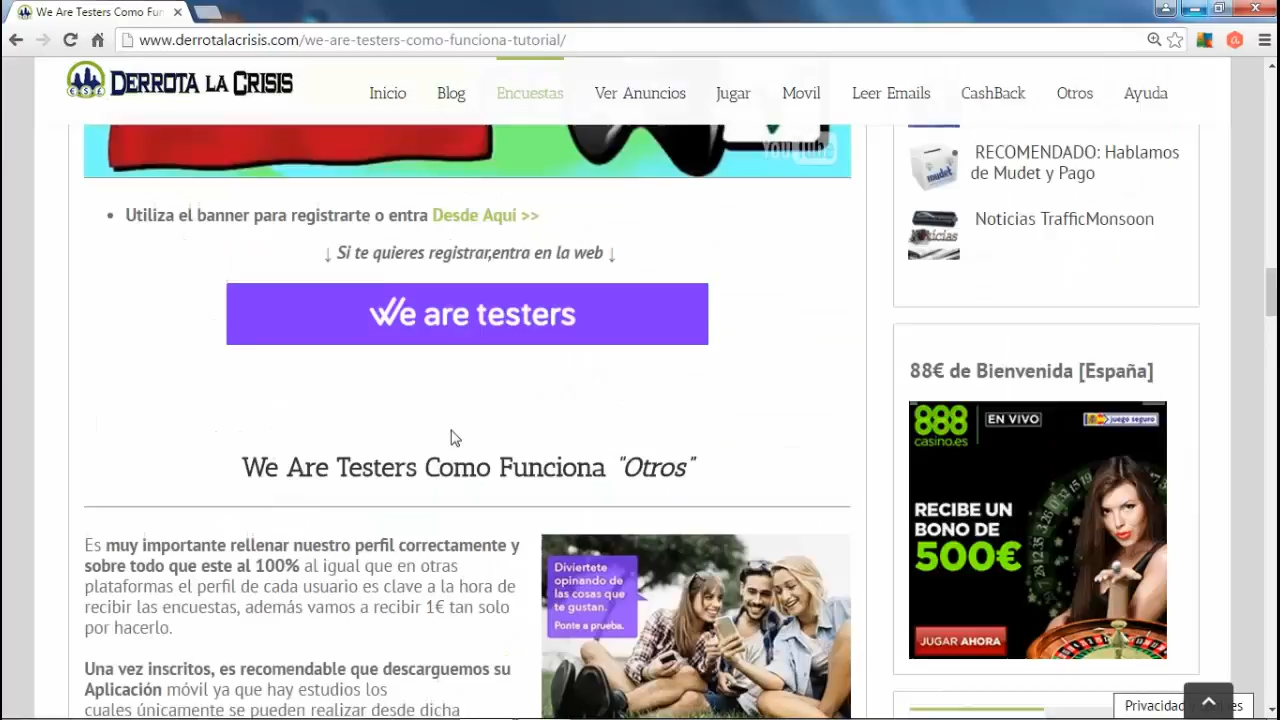 We Are Testers Como Fun
www.derrotalacrisis.com/we-are-testers-como-funciona-tutorial/
DERROTA LA CRISIS
Inicio
Blog
Encuestas
Ver Anuncios
Jugar
Movil
Leer Emails
CashBack
Otros
Ayuda
YouTube
• Utiliza el banner para registrarte o entra Desde Aquí >>
↓ Si te quieres registrar,entra en la web ↓
We are testers
We Are Testers Como Funciona "Otros"
Es muy importante rellenar nuestro perfil correctamente y
sobre todo que este al 100% al igual que en otras
plataformas el perfil de cada usuario es clave a la hora de
recibir las encuestas, además vamos a recibir 1€ tan solo
por hacerlo.
Una vez inscritos, es recomendable que descarguemos su
Aplicación móvil ya que hay estudios los
cuales únicamente se pueden realizar desde dicha
Diviertete
opinando de
las cosas que
te gustan.
Ponte a prueba.
mudet
RECOMENDADO: Hablamos
de Mudet y Pago
Noticias TrafficMonsoon
88€ de Bienvenida [España]
888
casino.es
EN VIVO
juego seguro
RECIBE UN
BONO DE
500€
JUGAR AHORA